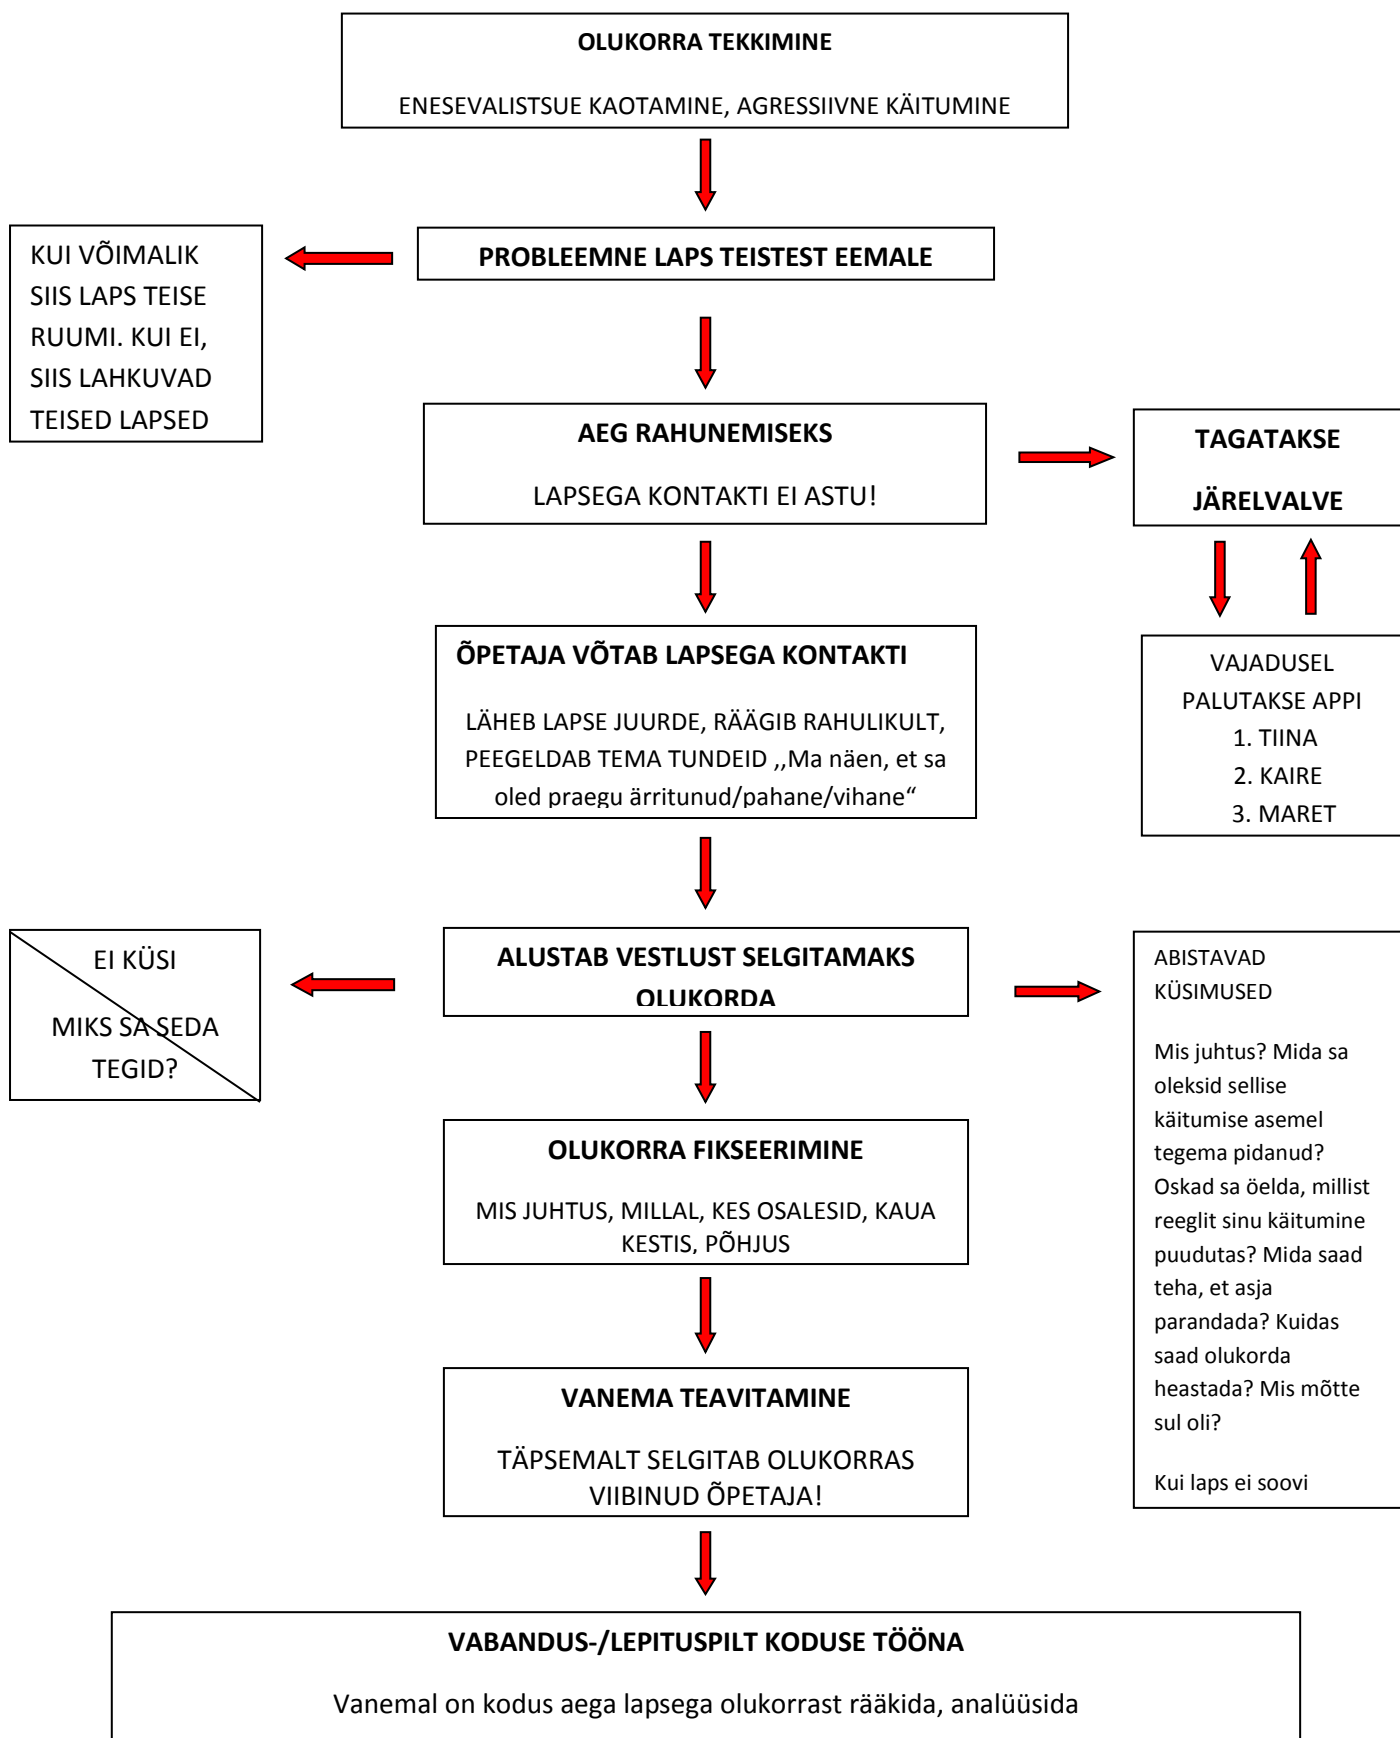 OLUKORRA TEKKIMINE
ENESEVALISTSUE KAOTAMINE, AGRESSIIVNE KÄITUMINE
PROBLEEMNE LAPS TEISTEST EEMALE
KUI VÕIMALIK
SIIS LAPS TEISE
RUUMI. KUI EI,
SIIS LAHKUVAD
TEISED LAPSED
AEG RAHUNEMISEKS
LAPSEGA KONTAKTI EI ASTU!
TAGATAKSE
JÄRELVALVE
VAJADUSEL
PALUTAKSE APPI
1. TIINA
2. KAIRE
3. MARET
ÕPETAJA VÕTAB LAPSEGA KONTAKTI
LÄHEB LAPSE JUURDE, RÄÄGIB RAHULIKULT,
PEEGELDAB TEMA TUNDEID ,,Ma näen, et sa
oled praegu ärritunud/pahane/vihane“
ALUSTAB VESTLUST SELGITAMAKS
OLUKORDA
EI KÜSI
MIKS SA SEDA
TEGID?
ABISTAVAD
KÜSIMUSED
Mis juhtus? Mida sa
oleksid sellise
käitumise asemel
tegema pidanud?
Oskad sa öelda, millist
reeglit sinu käitumine
puudutas? Mida saad
teha, et asja
parandada? Kuidas
saad olukorda
heastada? Mis mõtte
sul oli?
Kui laps ei soovi
OLUKORRA FIKSEERIMINE
MIS JUHTUS, MILLAL, KES OSALESID, KAUA
KESTIS, PÕHJUS
VANEMA TEAVITAMINE
TÄPSEMALT SELGITAB OLUKORRAS
VIIBINUD ÕPETAJA!
VABANDUS-/LEPITUSPILT KODUSE TÖÖNA
Vanemal on kodus aega lapsega olukorrast rääkida, analüüsida